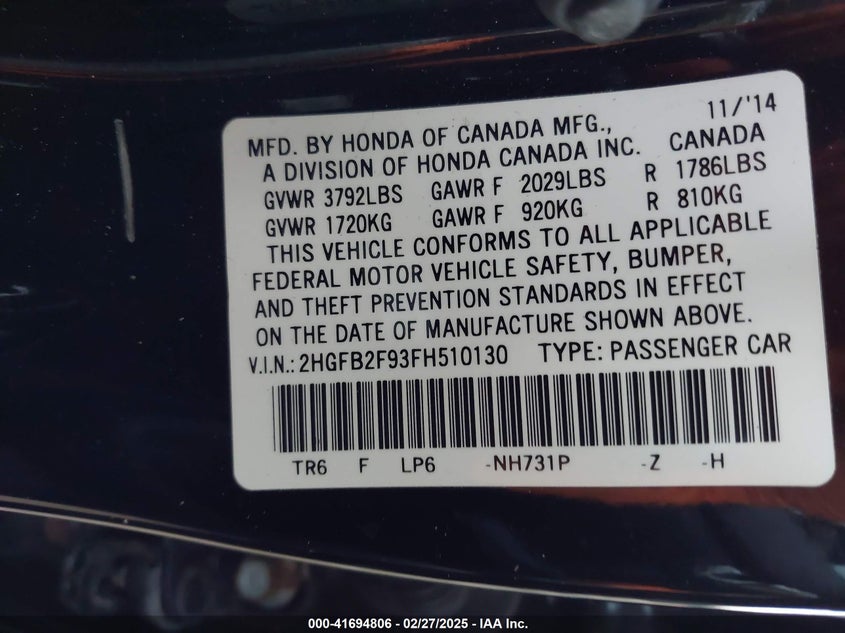 11/'14
MFD. BY HONDA OF CANADA MFG.,
A DIVISION OF HONDA CANADA INC. CANADA
GVWR 3792LBS GAWR F 2029LBS R 1786LBS
GVWR 1720KG GAWR F 920KG R 810KG
THIS VEHICLE CONFORMS TO ALL APPLICABLE
FEDERAL MOTOR VEHICLE SAFETY, BUMPER,
AND THEFT PREVENTION STANDARDS IN EFFECT
ON THE DATE OF MANUFACTURE SHOWN ABOVE.
V.I.N.: 2HGFB2F93FH510130 TYPE: PASSENGER CAR
TR6 F LP6 -NH731P -Z -H
000-41694806 - 02/27/2025 - IAA Inc.